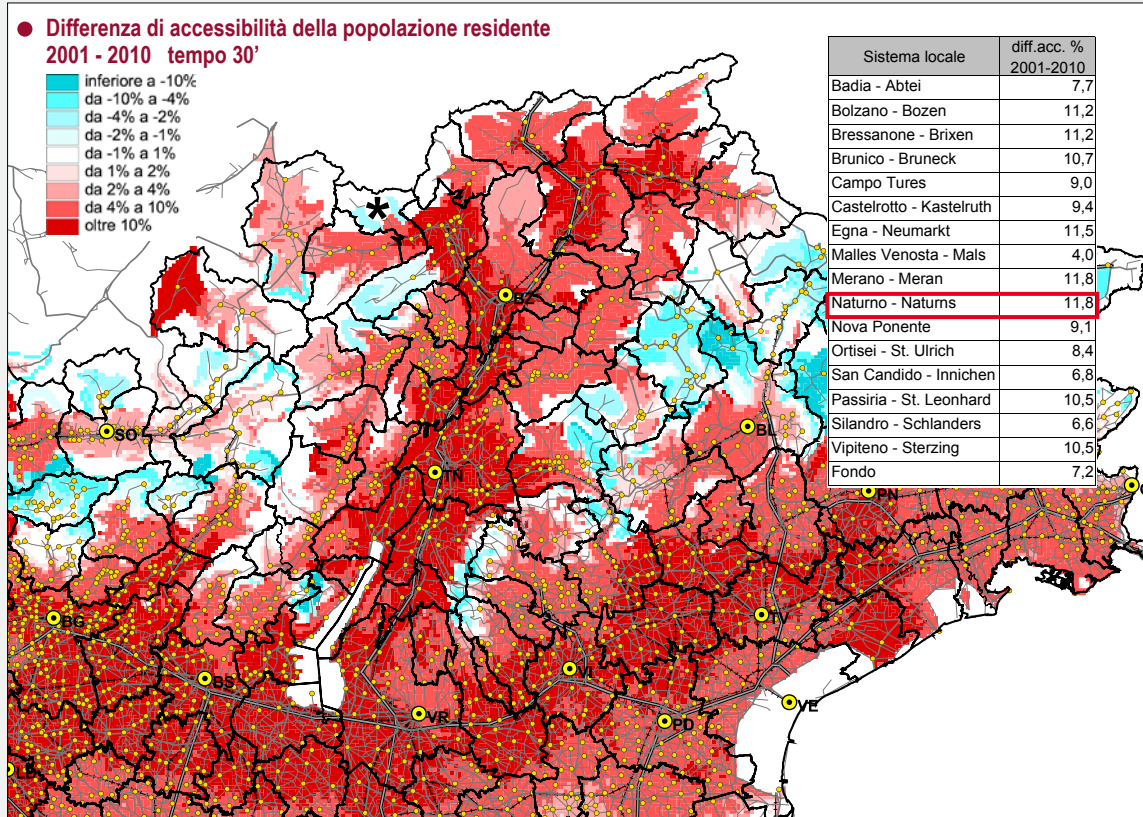 ● Differenza di accessibilità della popolazione residente
2001 - 2010 tempo 30'
inferiore a -10%
da -10% a -4%
da -4% a -2%
da -2% a -1%
da -1% a 1%
da 1% a 2%
da 2% a 4%
da 4% a 10%
oltre 10%
Sistema locale diff.acc. % 2001-2010
Badia - Abtei 7,7
Bolzano - Bozen 11,2
Bressanone - Brixen 11,2
Brunico - Bruneck 10,7
Campo Tures 9,0
Castelrotto - Kastelruth 9,4
Egna - Neumarkt 11,5
Malles Venosta - Mals 4,0
Merano - Meran 11,8
Naturno - Naturns 11,8
Nova Ponente 9,1
Ortisei - St. Ulrich 8,4
San Candido - Innichen 6,8
Passiria - St. Leonhard 10,5
Silandro - Schlanders 6,6
Vipiteno - Sterzing 10,5
Fondo 7,2
*
BZ
SO
BL
TN
PN
BG
BS
VI
VR
PD
VE